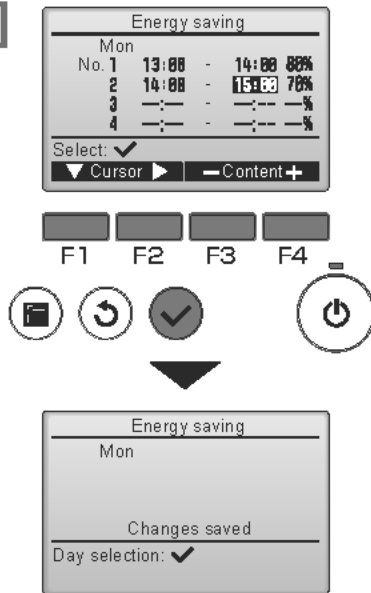 Energy saving
Mon
No. 1 13:00 - 14:00 80%
2 14:00 - 15:00 70%
3 --:-- - --:-- --%
4 --:-- - --:-- --%
Select: ✔
▼ Cursor ▶ −Content+
F1 F2 F3 F4
Energy saving
Mon
Changes saved
Day selection: ✔